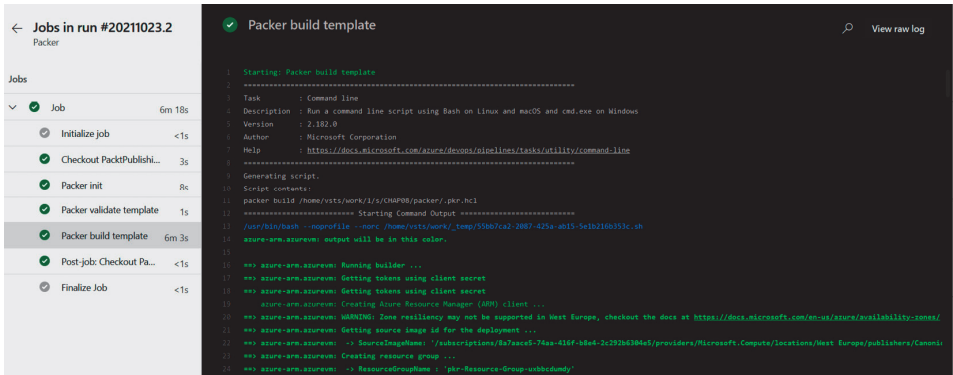 Jobs in run #20211023.2
Packer
Jobs
Job 6m 18s
Initialize job <1s
Checkout PacktPublishi... 3s
Packer init 8s
Packer validate template 1s
Packer build template 6m 3s
Post-job: Checkout Pa... <1s
Finalize Job <1s
Packer build template
View raw log
1 Starting: Packer build template
2 ==============================================================================
3 Task : Command line
4 Description : Run a command line script using Bash on Linux and macOS and cmd.exe on Windows
5 Version : 2.182.0
6 Author : Microsoft Corporation
7 Help : https://docs.microsoft.com/azure/devops/pipelines/tasks/utility/command-line
8 ==============================================================================
9 Generating script.
10 Script contents:
11 packer build /home/vsts/work/1/s/CHAP08/packer/.pkr.hcl
12 ========================== Starting Command Output ===========================
13 /usr/bin/bash --noprofile --norc /home/vsts/work/_temp/55bb7ca2-2007-425a-ab15-5e1b216b353c.sh
14 azure-arm.azurevm: output will be in this color.
15
16 ==> azure-arm.azurevm: Running builder ...
17 ==> azure-arm.azurevm: Getting tokens using client secret
18 ==> azure-arm.azurevm: Getting tokens using client secret
19 azure-arm.azurevm: Creating Azure Resource Manager (ARM) client ...
20 ==> azure-arm.azurevm: WARNING: Zone resiliency may not be supported in West Europe, checkout the docs at https://docs.microsoft.com/en-us/azure/availability-zones/
21 ==> azure-arm.azurevm: Getting source image id for the deployment ...
22 ==> azure-arm.azurevm: -> SourceImageName: '/subscriptions/8a7aace5-74aa-416f-b8e4-2c292b6304e5/providers/Microsoft.Compute/locations/West Europe/publishers/Canoni
23 ==> azure-arm.azurevm: Creating resource group ...
24 ==> azure-arm.azurevm: -> ResourceGroupName : 'pkr-Resource-Group-uxbbcdumdy'